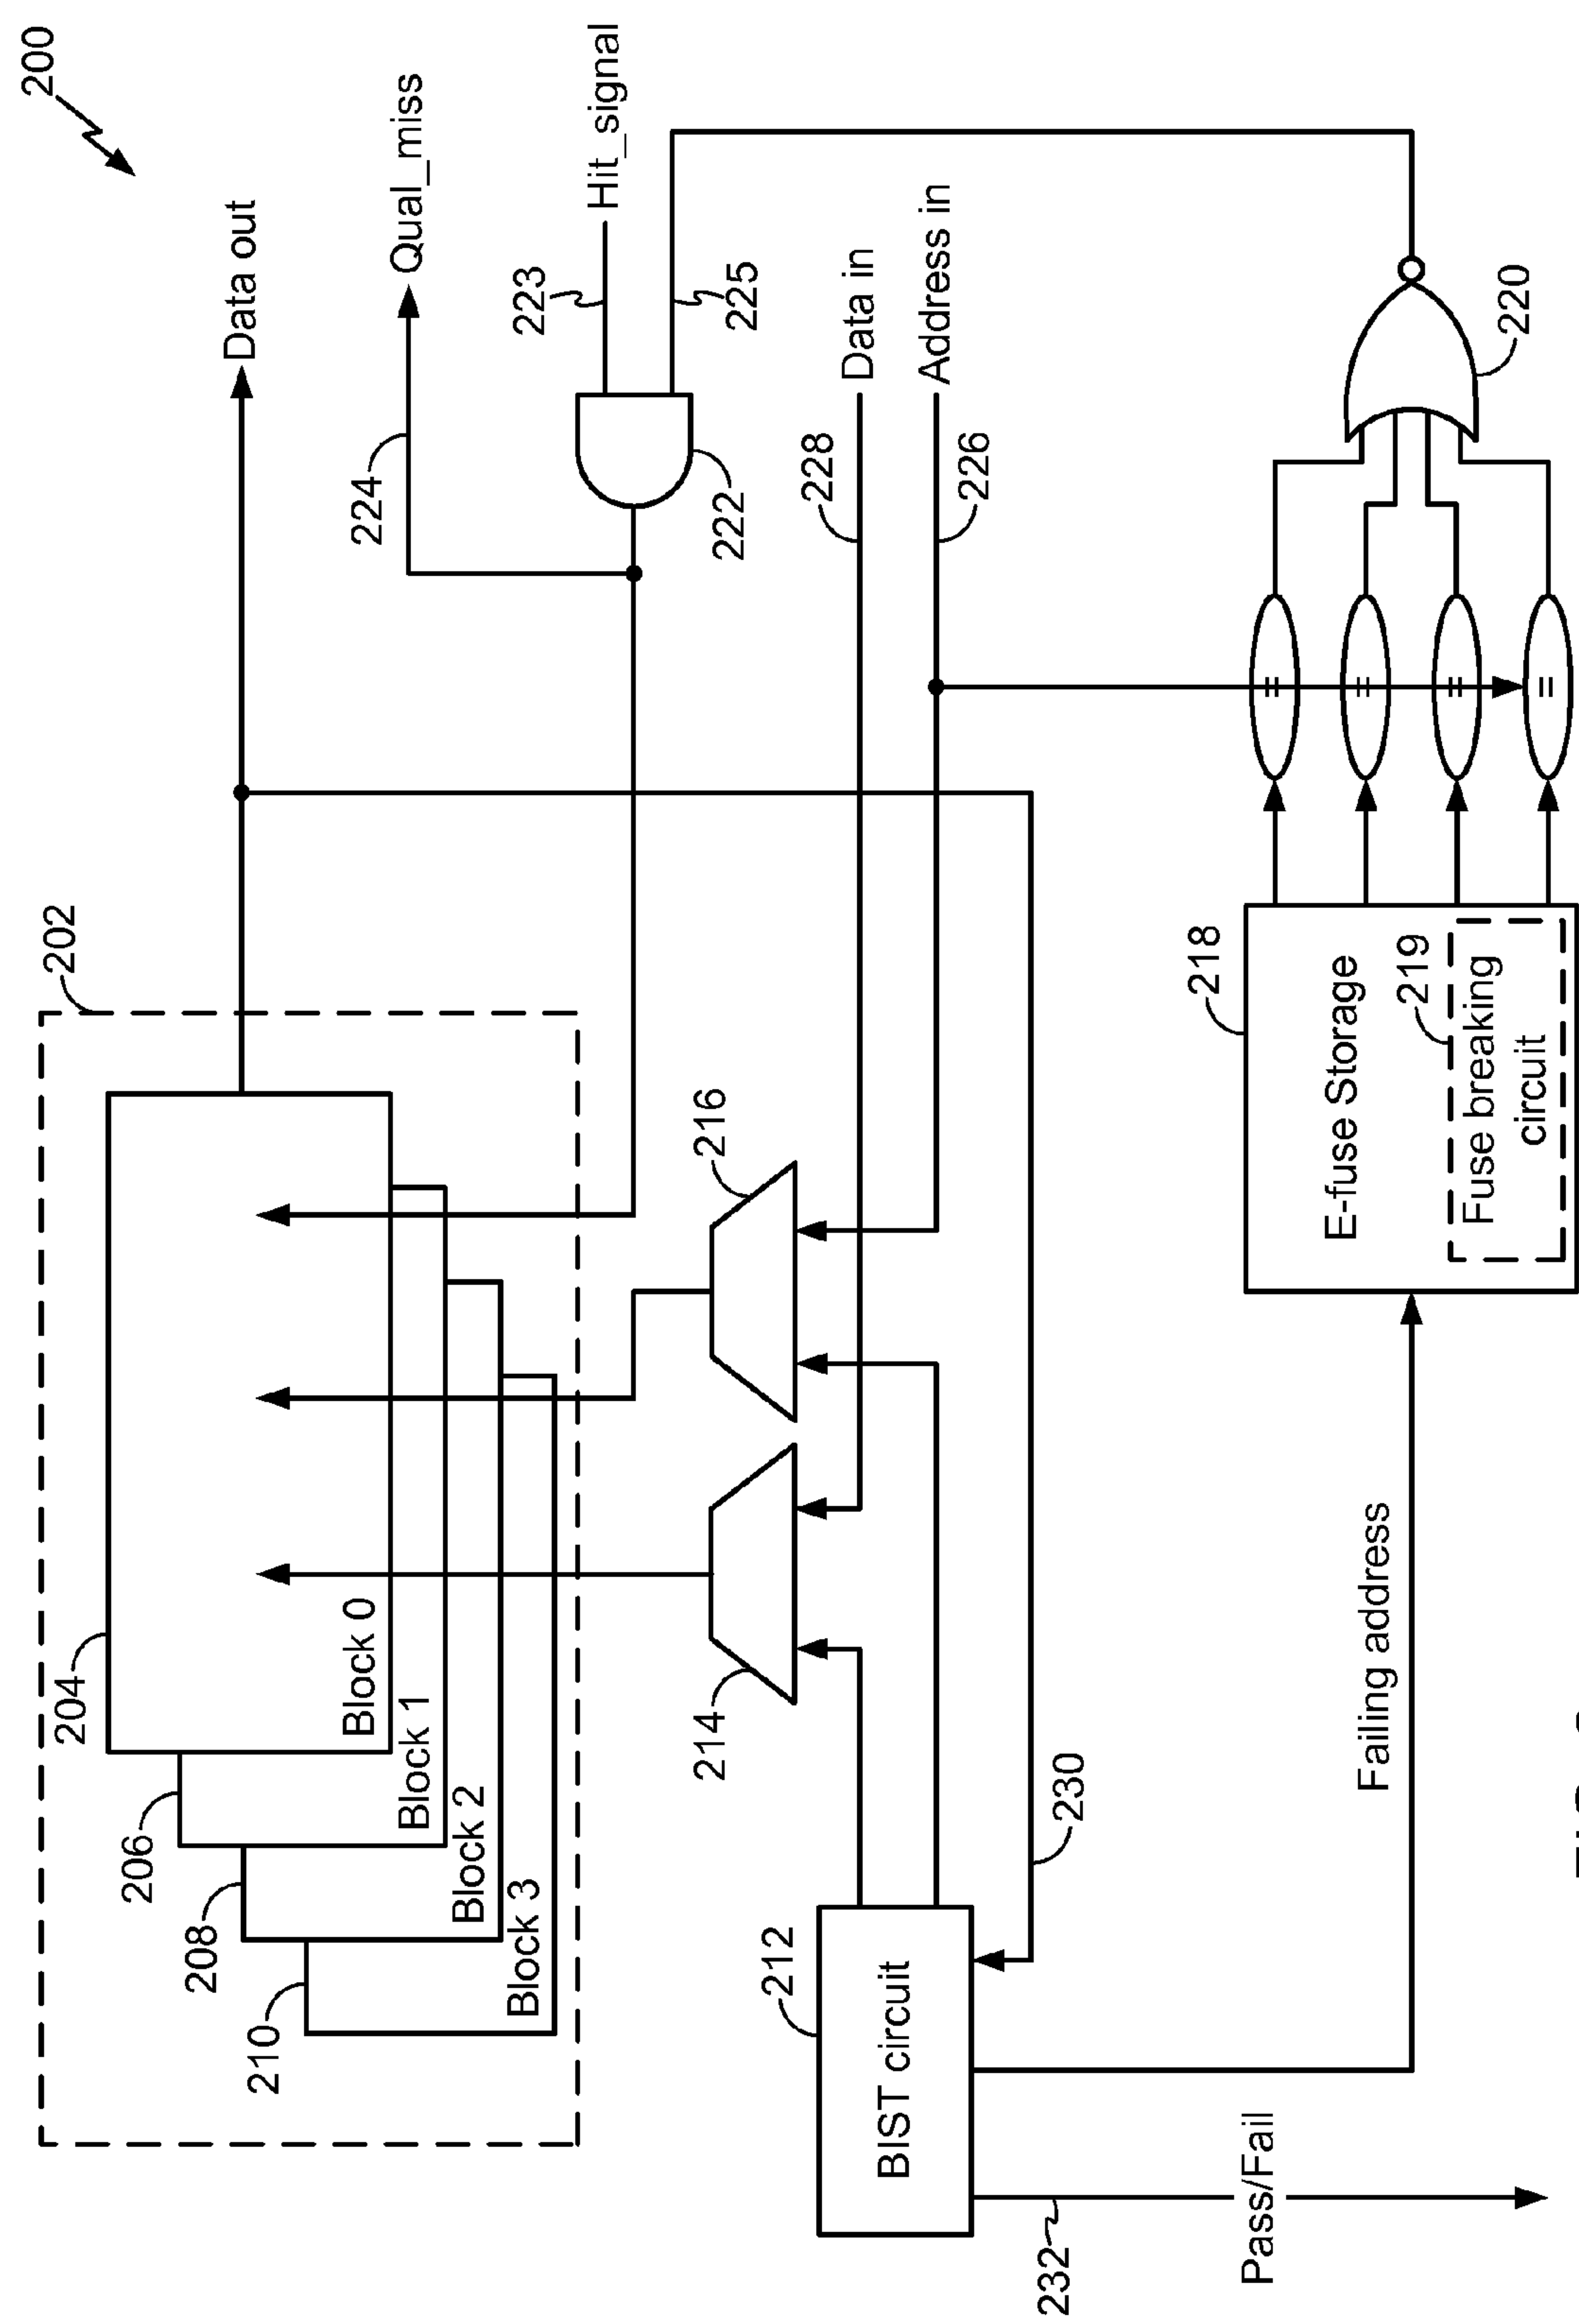 200
Data out
Qual_miss
Hit_signal
Data in
Address in
223
225
224
222
228
226
220
202
204
206
208
210
Block 0
Block 1
Block 2
Block 3
216
214
=
=
=
=
218
E-fuse Storage
219
Fuse breaking
circuit
212
BIST circuit
230
Failing address
232
Pass/Fail